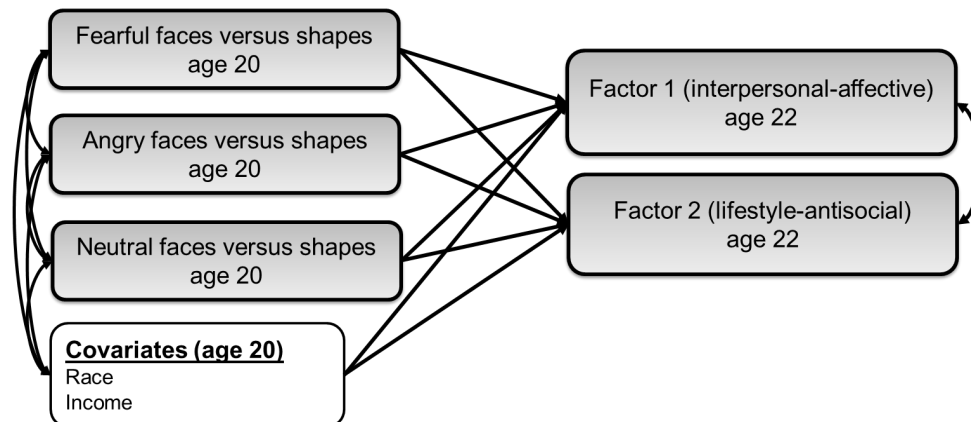 Fearful faces versus shapes
age 20
Angry faces versus shapes
age 20
Neutral faces versus shapes
age 20
Covariates (age 20)
Race
Income
Factor 1 (interpersonal-affective)
age 22
Factor 2 (lifestyle-antisocial)
age 22